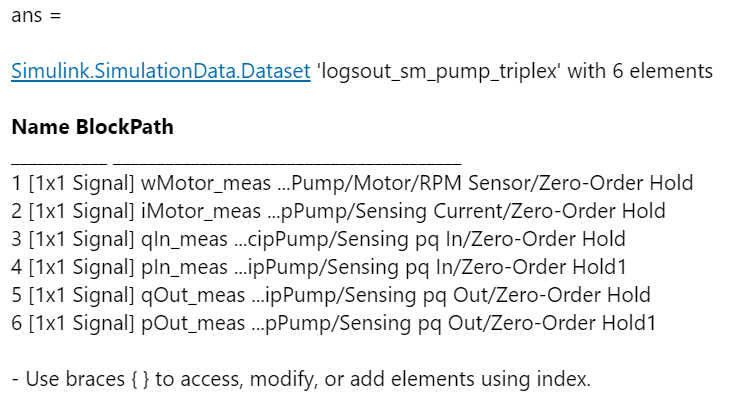 ans =
Simulink.SimulationData.Dataset 'logsout_sm_pump_triplex' with 6 elements
Name BlockPath
___________ ________________________________________
1 [1x1 Signal] wMotor_meas ...Pump/Motor/RPM Sensor/Zero-Order Hold
2 [1x1 Signal] iMotor_meas ...pPump/Sensing Current/Zero-Order Hold
3 [1x1 Signal] qIn_meas ...cipPump/Sensing pq In/Zero-Order Hold
4 [1x1 Signal] pIn_meas ...ipPump/Sensing pq In/Zero-Order Hold1
5 [1x1 Signal] qOut_meas ...ipPump/Sensing pq Out/Zero-Order Hold
6 [1x1 Signal] pOut_meas ...pPump/Sensing pq Out/Zero-Order Hold1
- Use braces { } to access, modify, or add elements using index.